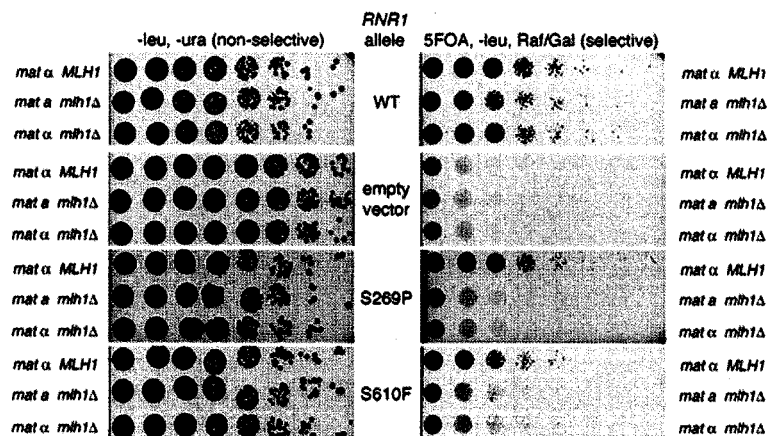 -leu, -ura (non-selective)
RNR1
allele
5FOA, -leu, Raf/Gal (selective)
mat α MLH1
mat a mlh1Δ
mat α mlh1Δ
WT
mat α MLH1
mat a mlh1Δ
mat α mlh1Δ
mat α MLH1
mat a mlh1Δ
mat α mlh1Δ
empty
vector
mat α MLH1
mat a mlh1Δ
mat α mlh1Δ
mat α MLH1
mat a mlh1Δ
mat α mlh1Δ
S269P
mat α MLH1
mat a mlh1Δ
mat α mlh1Δ
mat α MLH1
mat a mlh1Δ
mat α mlh1Δ
S610F
mat α MLH1
mat a mlh1Δ
mat α mlh1Δ